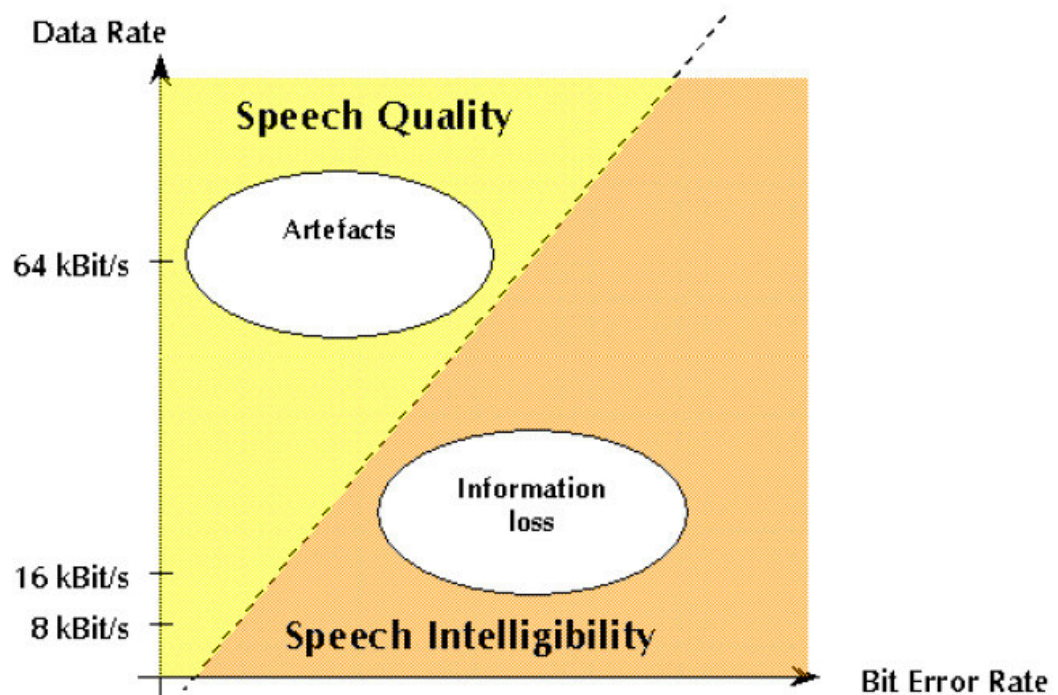 Data Rate
Speech Quality
Artefacts
64 kBit/s
Information
loss
16 kBit/s
8 kBit/s
Speech Intelligibility
Bit Error Rate